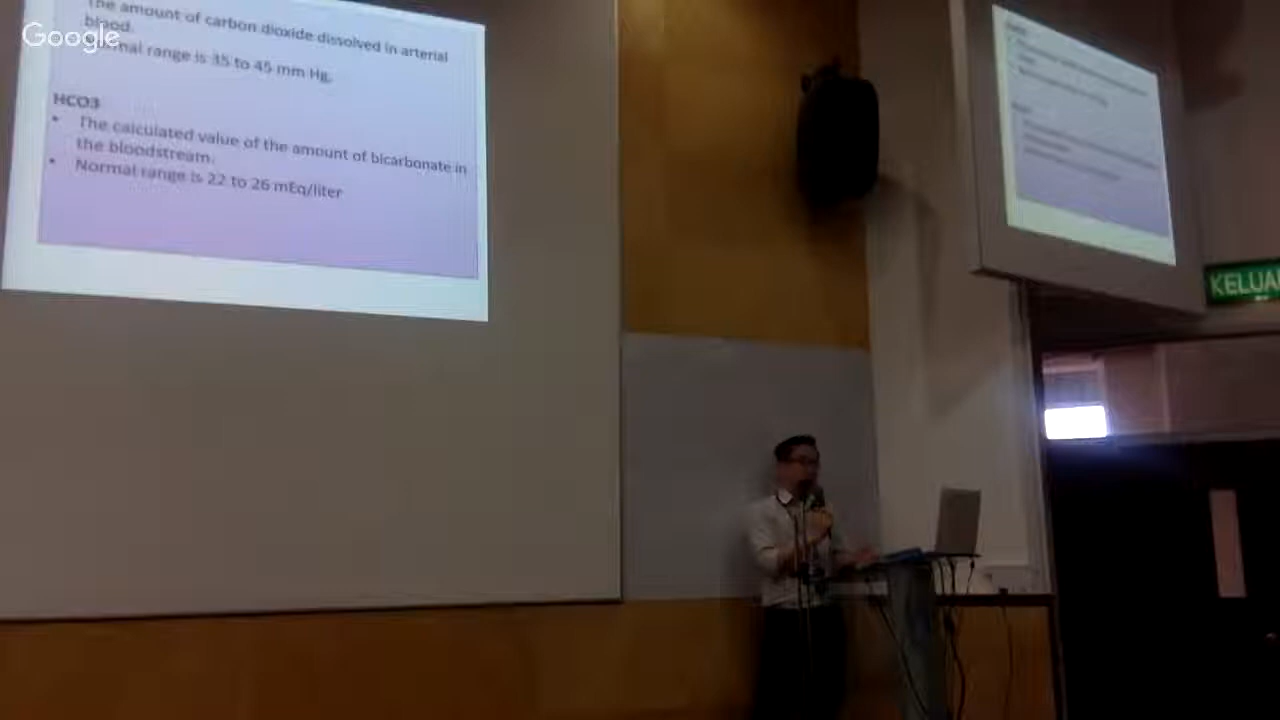 Google
The amount of carbon dioxide dissolved in arterial
blood.
Normal range is 35 to 45 mm Hg.
HCO3
• The calculated value of the amount of bicarbonate in
the bloodstream.
• Normal range is 22 to 26 mEq/liter
KELUA